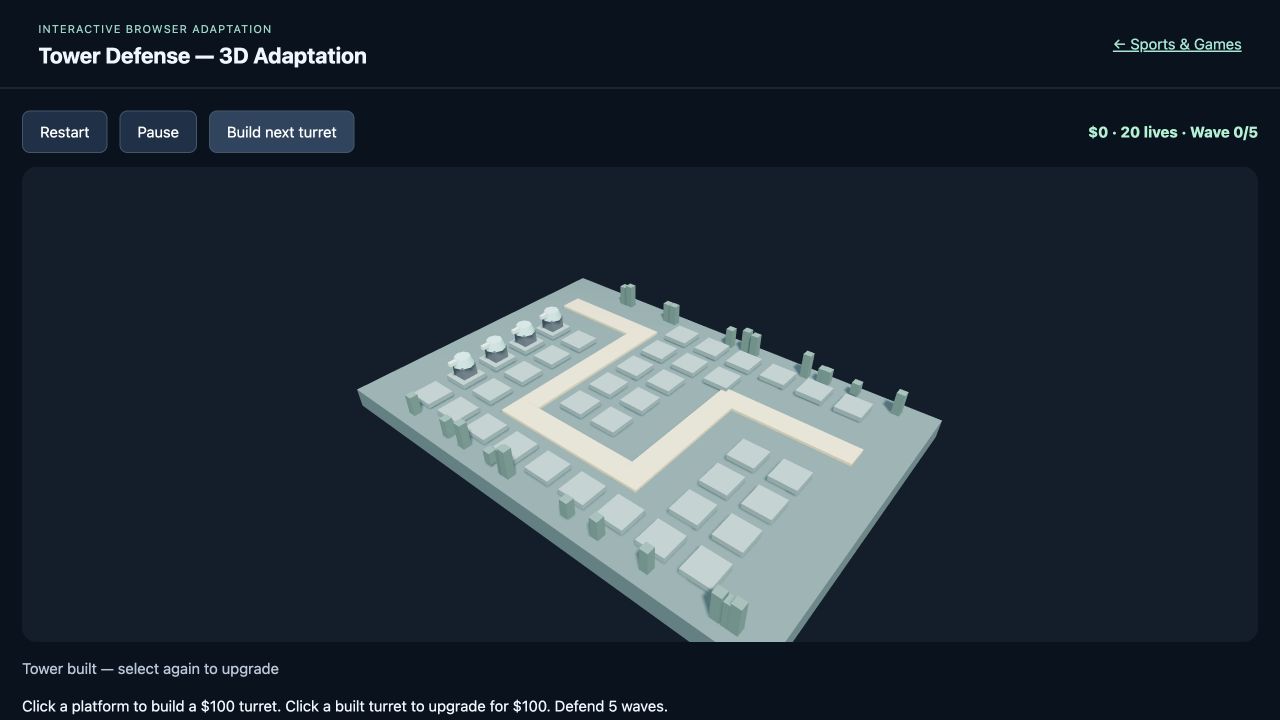 INTERACTIVE BROWSER ADAPTATION
Tower Defense — 3D Adaptation
← Sports & Games
Restart
Pause
Build next turret
$0 · 20 lives · Wave 0/5
Tower built — select again to upgrade
Click a platform to build a $100 turret. Click a built turret to upgrade for $100. Defend 5 waves.